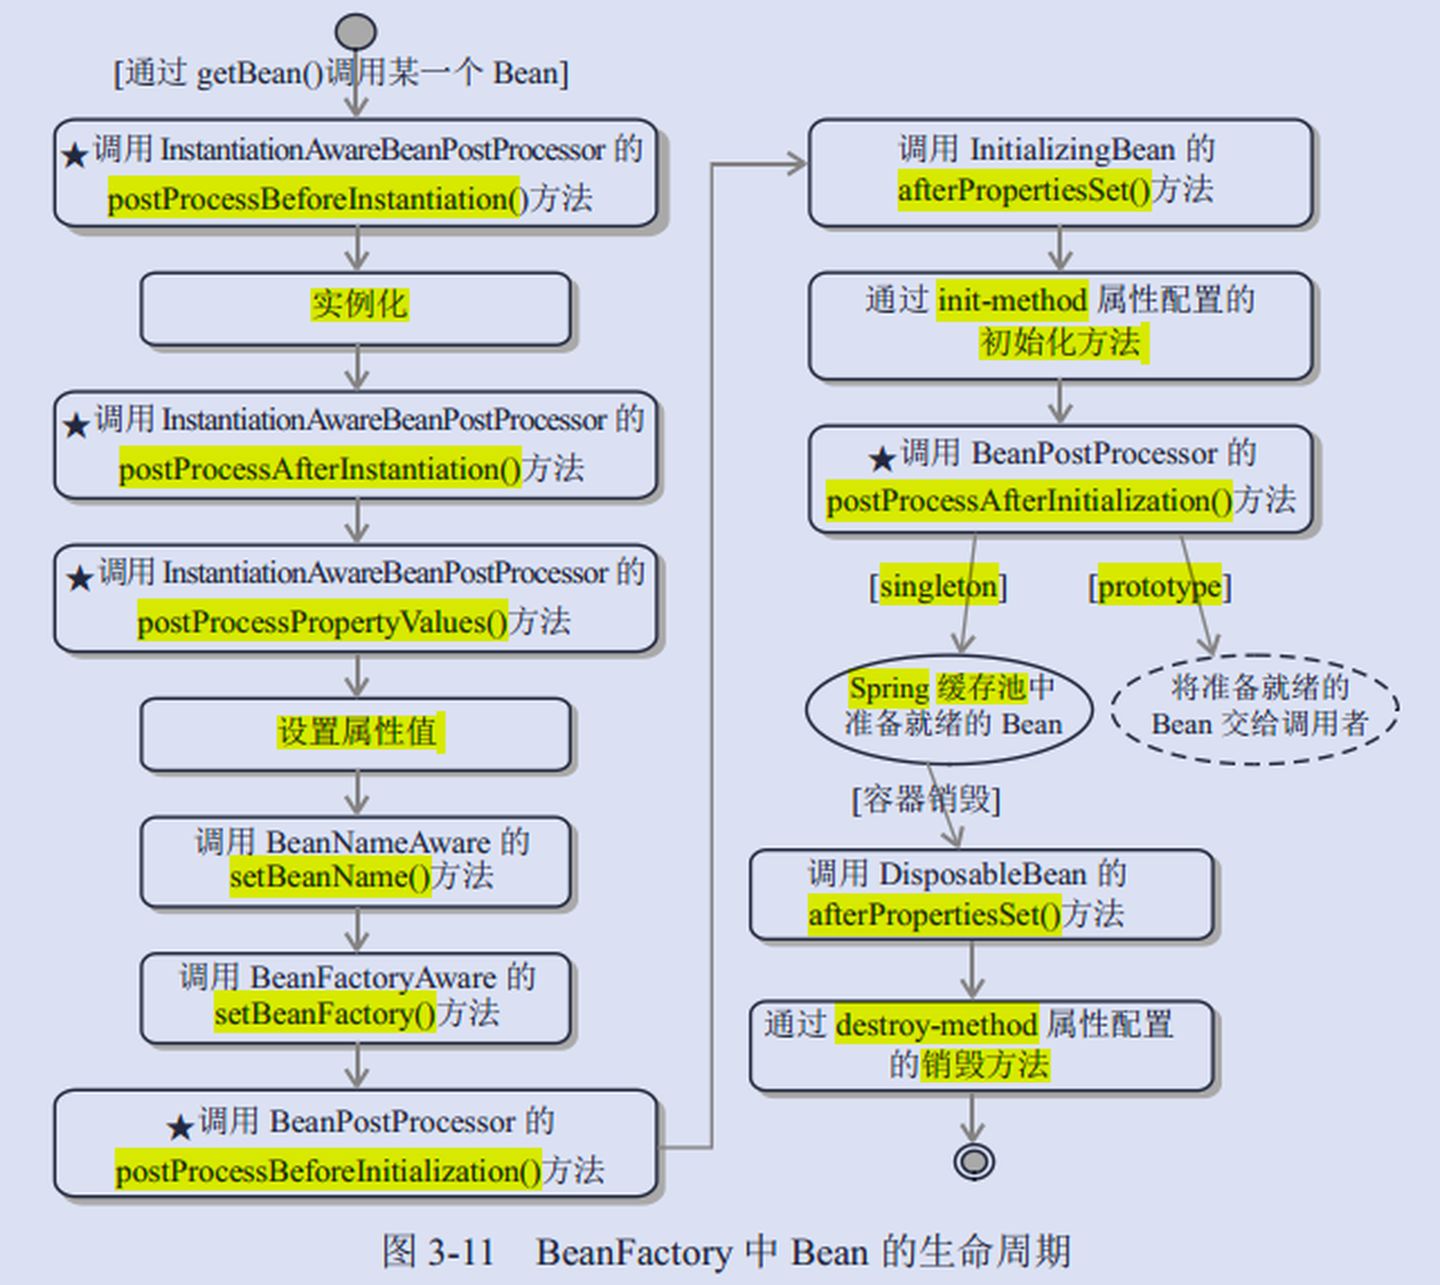 [通过 getBean()调用某一个 Bean]
★调用 InstantiationAwareBeanPostProcessor 的
postProcessBeforeInstantiation()方法
实例化
★调用 InstantiationAwareBeanPostProcessor 的
postProcessAfterInstantiation()方法
★调用 InstantiationAwareBeanPostProcessor 的
postProcessPropertyValues()方法
设置属性值
调用 BeanNameAware 的
setBeanName()方法
调用 BeanFactoryAware 的
setBeanFactory()方法
★调用 BeanPostProcessor 的
postProcessBeforeInitialization()方法
调用 InitializingBean 的
afterPropertiesSet()方法
通过 init-method 属性配置的
初始化方法
★调用 BeanPostProcessor 的
postProcessAfterInitialization()方法
[singleton]
[prototype]
Spring 缓存池中
准备就绪的 Bean
将准备就绪的
Bean 交给调用者
[容器销毁]
调用 DisposableBean 的
afterPropertiesSet()方法
通过 destroy-method 属性配置
的销毁方法
图 3-11 BeanFactory 中 Bean 的生命周期